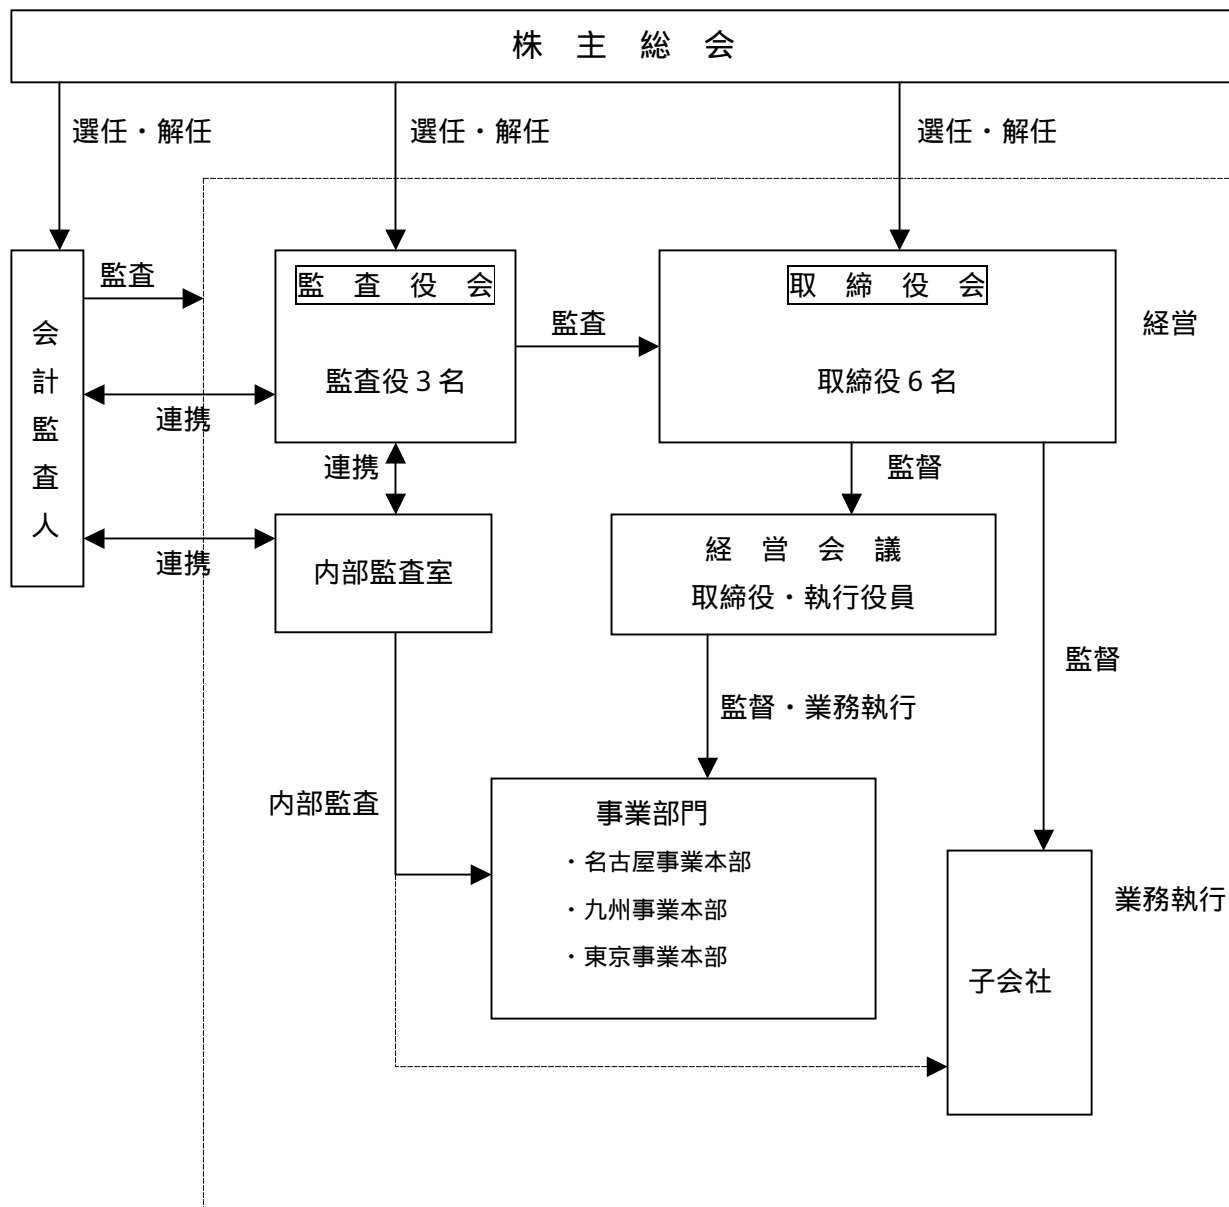 株　主　総　会
選任・解任
選任・解任
選任・解任
監査
監　査　役　会
取　締　役　会
監査
経営
会計監査人
監査役３名
取締役６名
連携
連携
監督
連携
内部監査室
経　営　会　議
取締役・執行役員
監督
監督・業務執行
内部監査
事業部門
・名古屋事業本部
・九州事業本部
・東京事業本部
業務執行
子会社